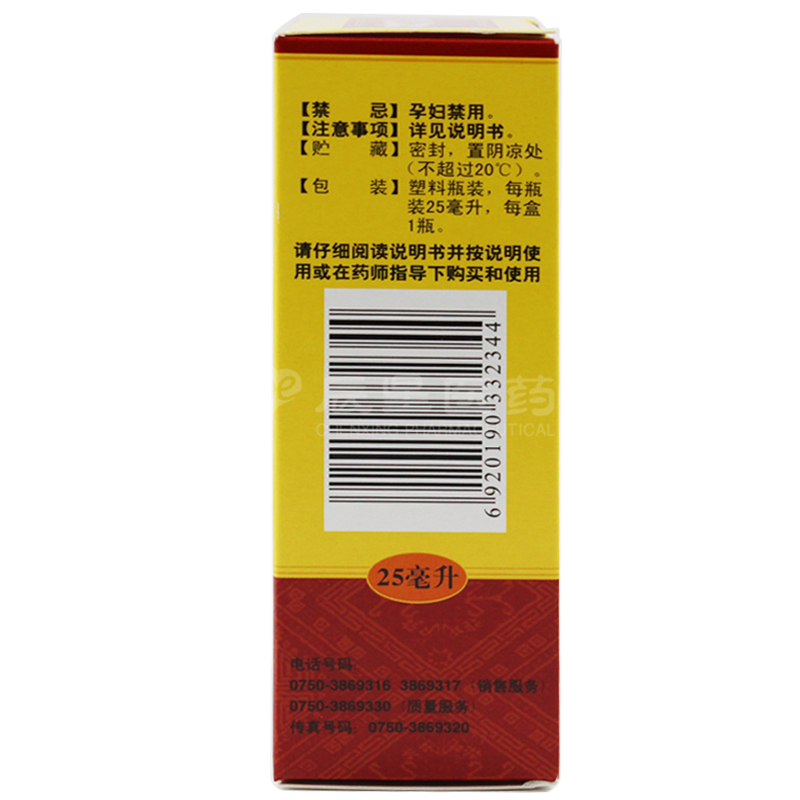 【禁 忌】孕妇禁用。
【注意事项】详见说明书。
【贮 藏】密封，置阴凉处
（不超过20℃）。
【包 装】塑料瓶装，每瓶
装25毫升，每盒
1瓶。
请仔细阅读说明书并按说明使
用或在药师指导下购买和使用
6 920190 332344
25毫升
电话号码:
0750-3869316 3869317（销售服务）
0750-3869330（质量服务）
传真号码: 0750-3869320